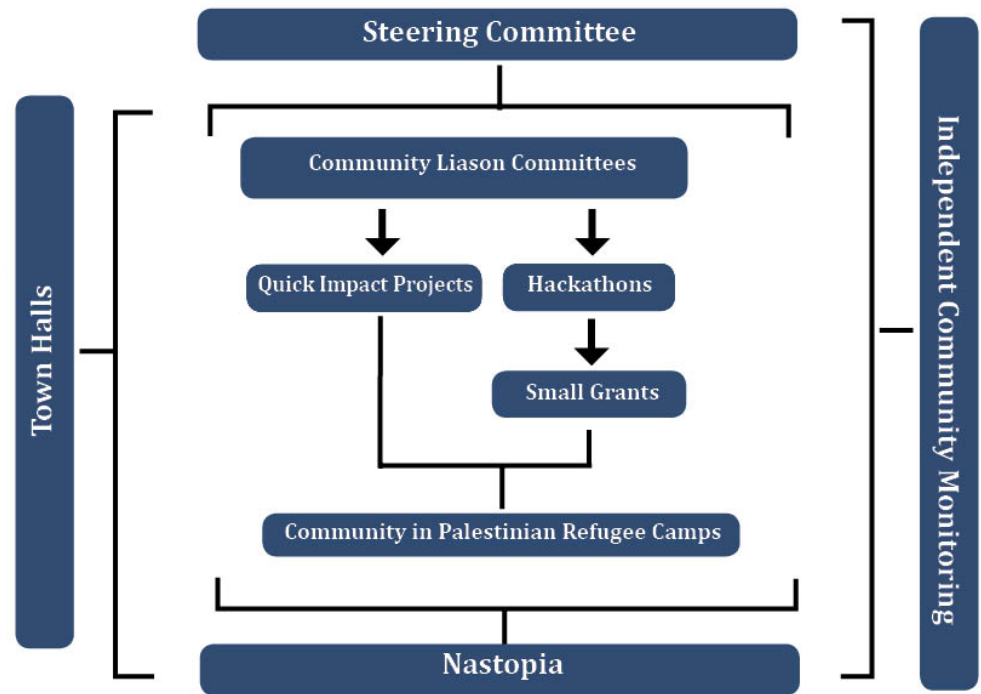 Steering Committee
Town Halls
Community Liason Committees
Quick Impact Projects
Hackathons
Small Grants
Community in Palestinian Refugee Camps
Nastopia
Independent Community Monitoring